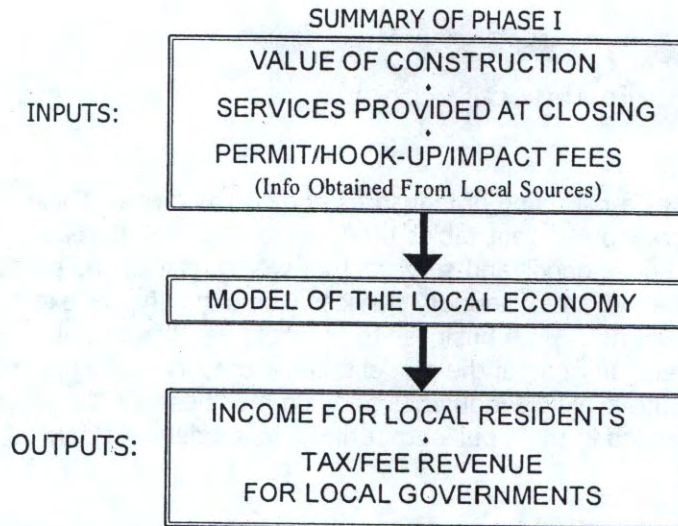 SUMMARY OF PHASE I
VALUE OF CONSTRUCTION
INPUTS:
SERVICES PROVIDED AT CLOSING
PERMIT/HOOK-UP/IMPACT FEES
(Info Obtained From Local Sources)
MODEL OF THE LOCAL ECONOMY
INCOME FOR LOCAL RESIDENTS
OUTPUTS:
TAX/FEE REVENUE
FOR LOCAL GOVERNMENTS